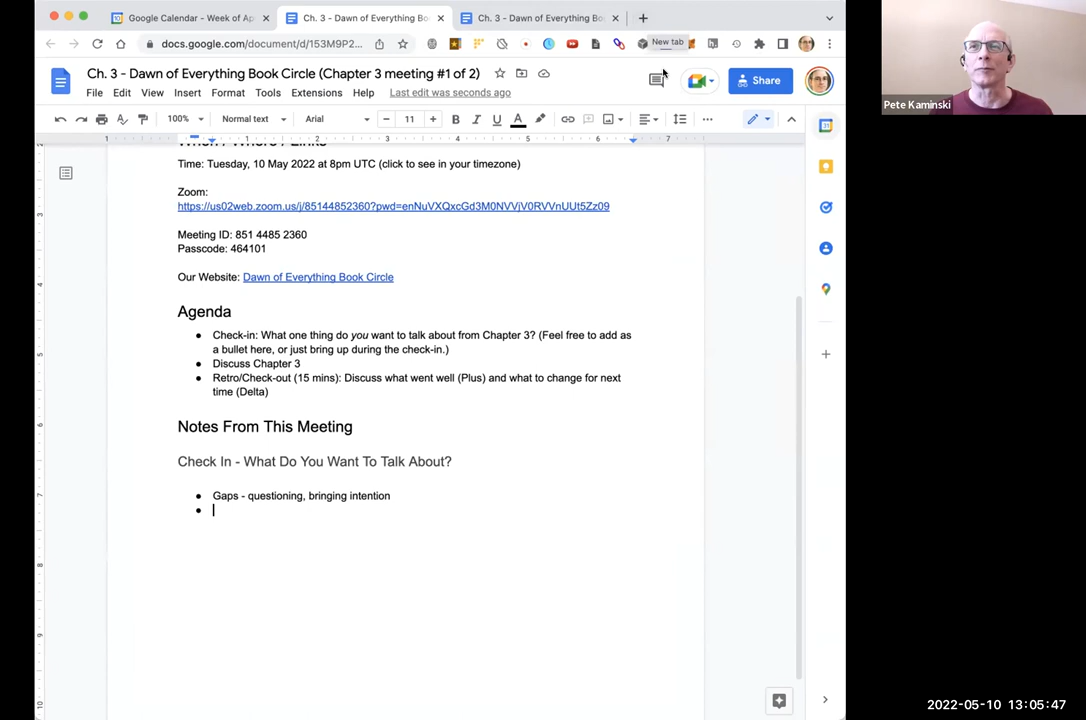 Google Calendar - Week of Ap
Ch. 3 - Dawn of Everything Bo
Ch. 3 - Dawn of Everything Bo
docs.google.com/document/d/153M9P2...
New tab
Ch. 3 - Dawn of Everything Book Circle (Chapter 3 meeting #1 of 2)
File Edit View Insert Format Tools Extensions Help Last edit was seconds ago
Share
100% Normal text Arial 11 B I U A
When / Where / Links
Time: Tuesday, 10 May 2022 at 8pm UTC (click to see in your timezone)
Zoom:
https://us02web.zoom.us/j/85144852360?pwd=enNuVXQxcGd3M0NVVjV0RVVnUUt5Zz09
Meeting ID: 851 4485 2360
Passcode: 464101
Our Website: Dawn of Everything Book Circle
Agenda
Check-in: What one thing do you want to talk about from Chapter 3? (Feel free to add as
a bullet here, or just bring up during the check-in.)
Discuss Chapter 3
Retro/Check-out (15 mins): Discuss what went well (Plus) and what to change for next
time (Delta)
Notes From This Meeting
Check In - What Do You Want To Talk About?
Gaps - questioning, bringing intention
Pete Kaminski
2022-05-10 13:05:47